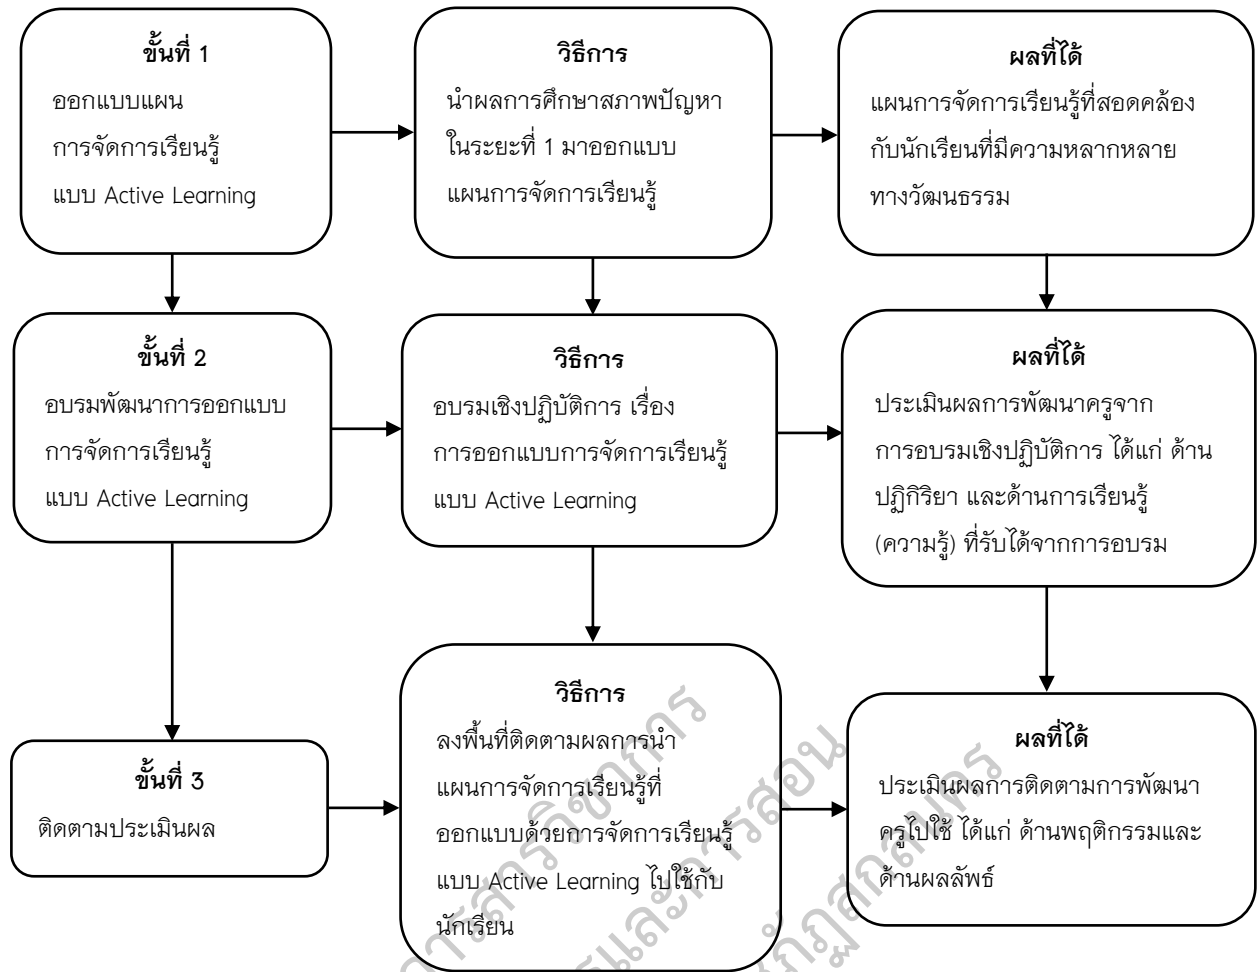 ขั้นที่ 1
ออกแบบแผน
การจัดการเรียนรู้
แบบ Active Learning
วิธีการ
นำผลการศึกษาสภาพปัญหา
ในระยะที่ 1 มาออกแบบ
แผนการจัดการเรียนรู้
ผลที่ได้
แผนการจัดการเรียนรู้ที่สอดคล้อง
กับนักเรียนที่มีความหลากหลาย
ทางวัฒนธรรม
ขั้นที่ 2
อบรมพัฒนาการออกแบบ
การจัดการเรียนรู้
แบบ Active Learning
วิธีการ
อบรมเชิงปฏิบัติการ เรื่อง
การออกแบบการจัดการเรียนรู้
แบบ Active Learning
ผลที่ได้
ประเมินผลการพัฒนาครูจาก
การอบรมเชิงปฏิบัติการ ได้แก่ ด้าน
ปฏิกิริยา และด้านการเรียนรู้
(ความรู้) ที่รับได้จากการอบรม
ขั้นที่ 3
ติดตามประเมินผล
วิธีการ
ลงพื้นที่ติดตามผลการนำ
แผนการจัดการเรียนรู้ที่
ออกแบบด้วยการจัดการเรียนรู้
แบบ Active Learning ไปใช้กับ
นักเรียน
ผลที่ได้
ประเมินผลการติดตามการพัฒนา
ครูไปใช้ ได้แก่ ด้านพฤติกรรมและ
ด้านผลลัพธ์